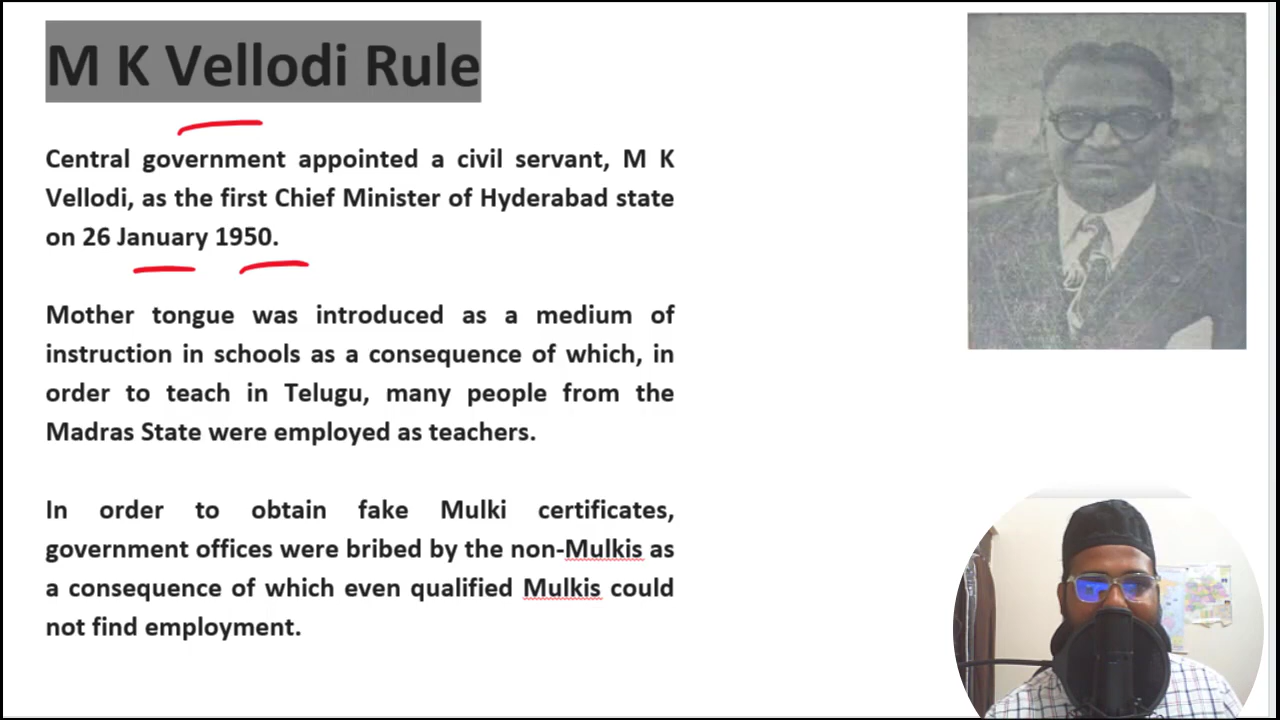 M K Vellodi Rule
Central government appointed a civil servant, M K
Vellodi, as the first Chief Minister of Hyderabad state
on 26 January 1950.
Mother tongue was introduced as a medium of
instruction in schools as a consequence of which, in
order to teach in Telugu, many people from the
Madras State were employed as teachers.
In order to obtain fake Mulki certificates,
government offices were bribed by the non-Mulkis as
a consequence of which even qualified Mulkis could
not find employment.